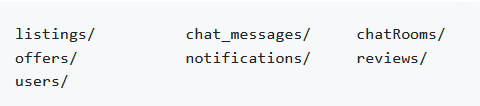 listings/ chat_messages/ chatRooms/
offers/ notifications/ reviews/
users/